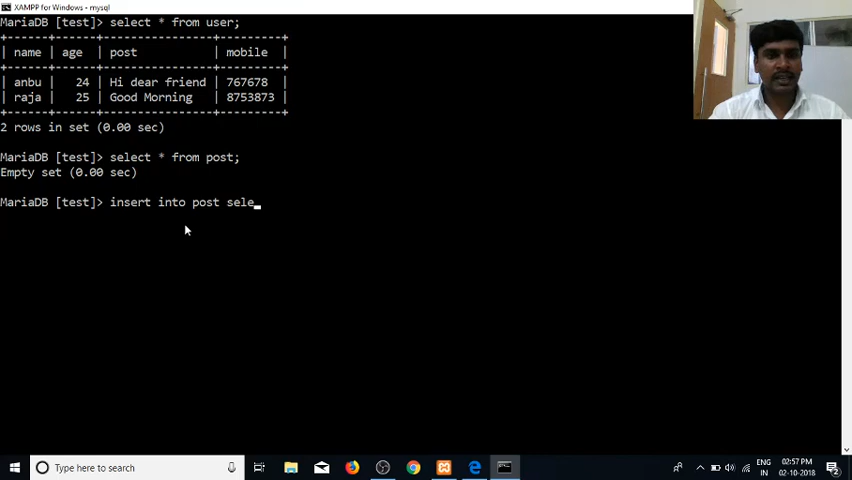 XAMPP for Windows - mysql
MariaDB [test]> select * from user;
+------+------+----------------+---------+
| name | age  | post           | mobile  |
+------+------+----------------+---------+
| anbu |   24 | Hi dear friend | 767678  |
| raja |   25 | Good Morning   | 8753873 |
+------+------+----------------+---------+
2 rows in set (0.00 sec)
MariaDB [test]> select * from post;
Empty set (0.00 sec)
MariaDB [test]> insert into post sele_
Type here to search
ENG
IN
02:57 PM
02-10-2018
2